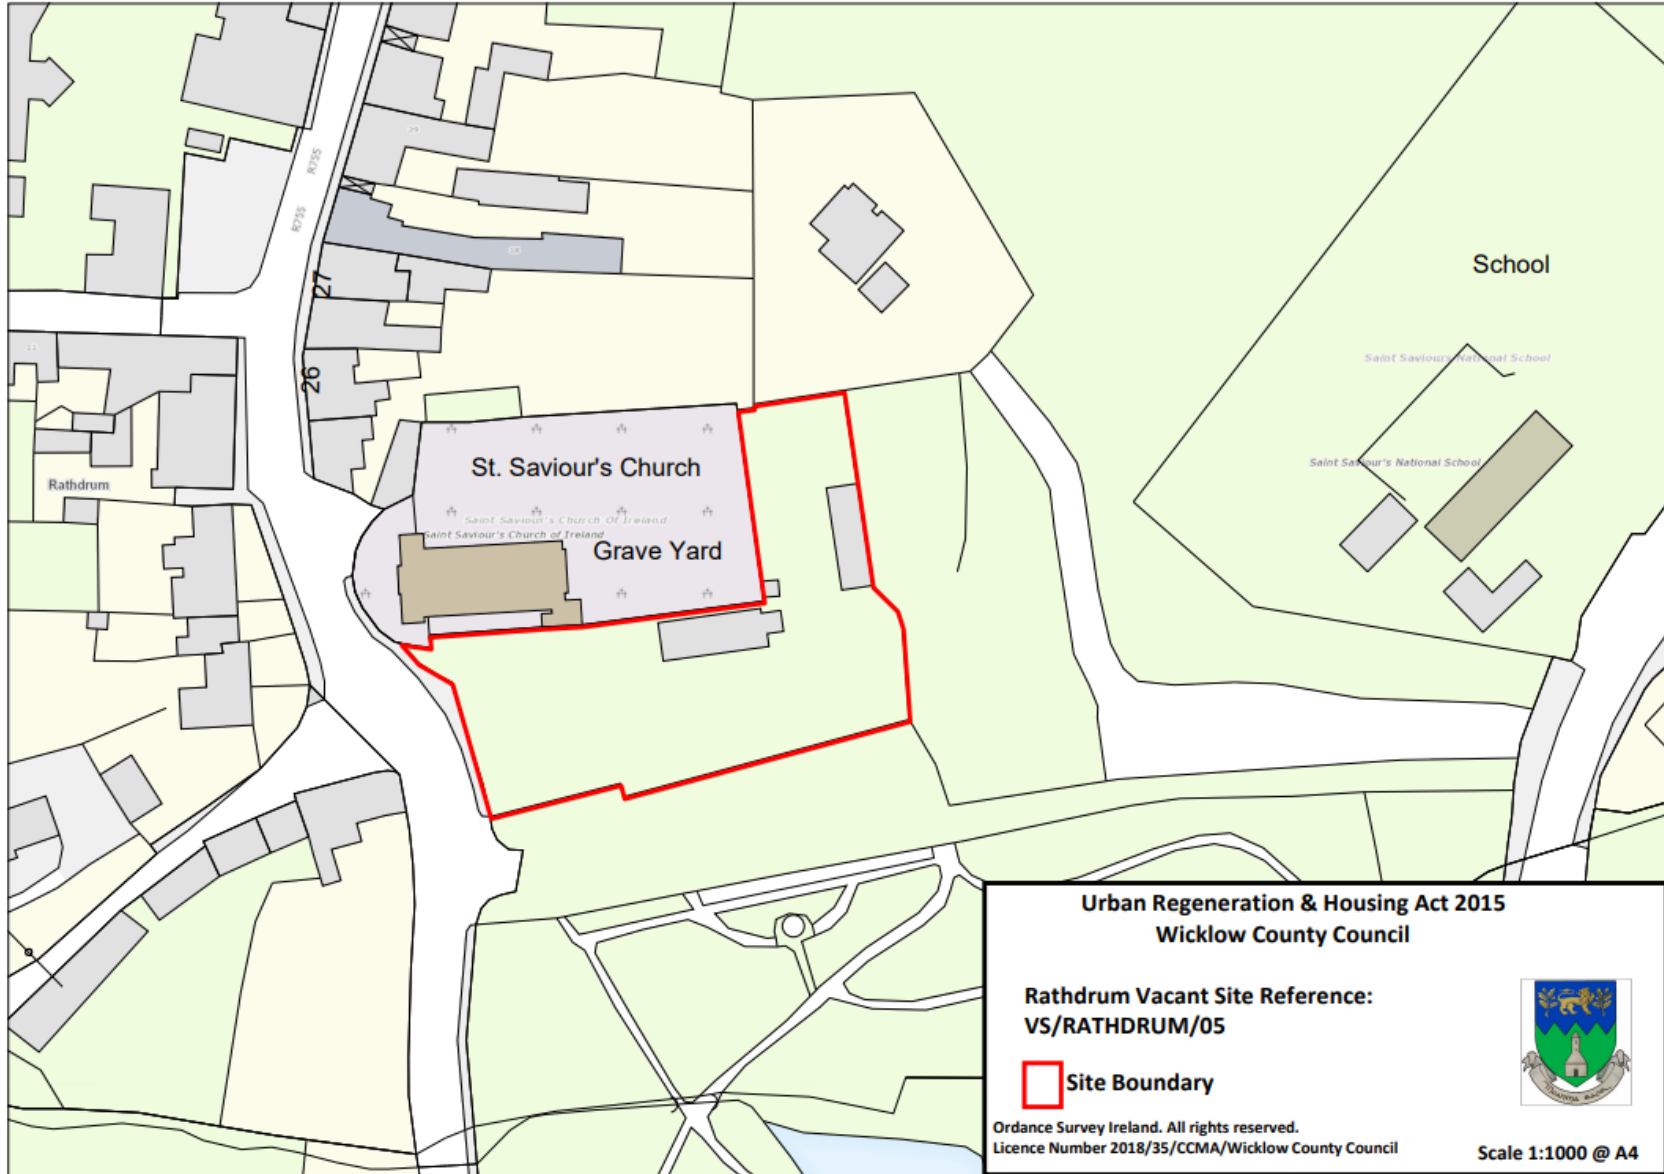 R755
R755
39
38
27
26
School
Saint Saviour's National School
Saint Saviour's National School
Rathdrum
St. Saviour's Church
Saint Saviour's Church Of Ireland
Saint Saviour's Church of Ireland
Grave Yard
Urban Regeneration & Housing Act 2015
Wicklow County Council
Rathdrum Vacant Site Reference:
VS/RATHDRUM/05
Site Boundary
Ordance Survey Ireland. All rights reserved.
Licence Number 2018/35/CCMA/Wicklow County Council
Scale 1:1000 @ A4